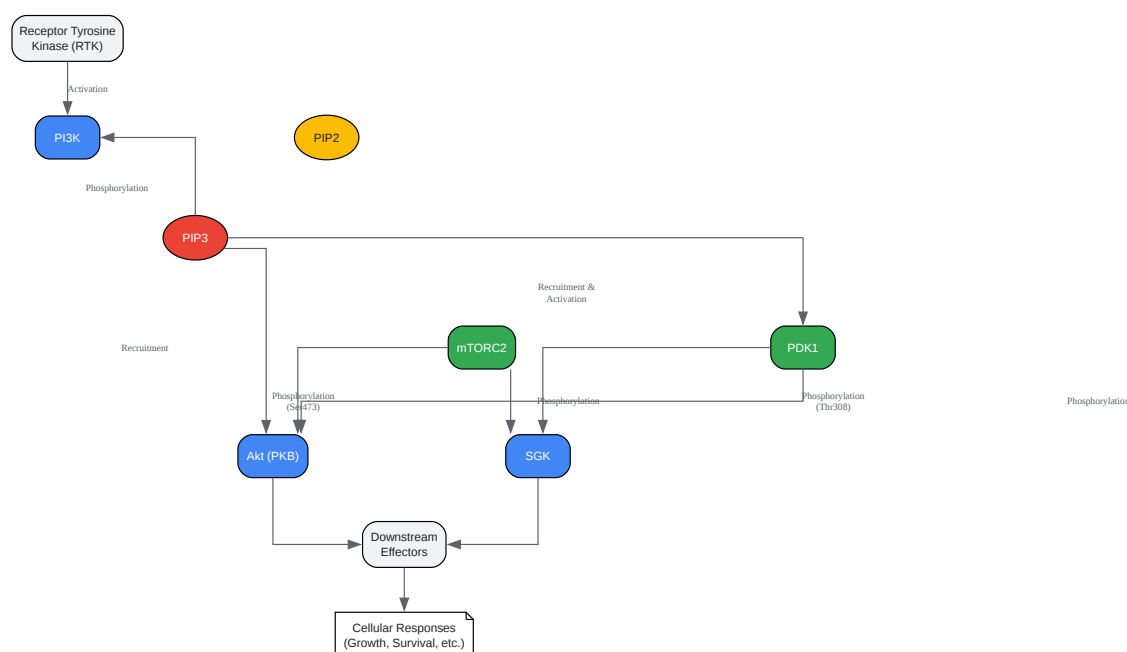 Receptor Tyrosine
Kinase (RTK)
Activation
PI3K
PIP2
Phosphorylation
PIP3
Recruitment &
Activation
Recruitment
mTORC2
PDK1
Phosphorylation
(Ser473)
Phosphorylation
Phosphorylation
(Thr308)
Phosphorylation
Akt (PKB)
SGK
Downstream
Effectors
Cellular Responses
(Growth, Survival, etc.)